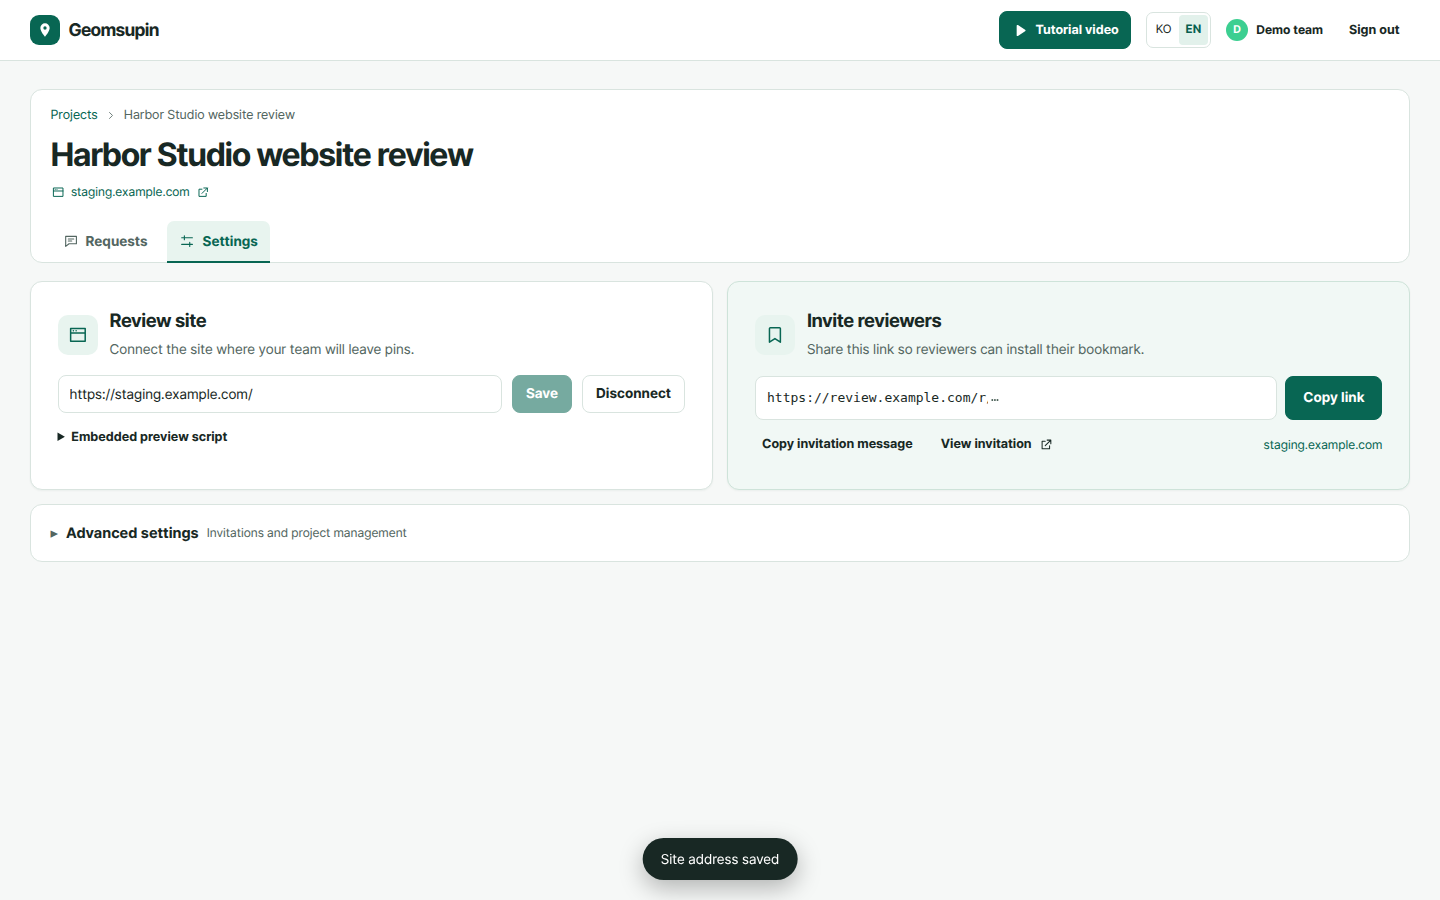 Geomsupin
Tutorial video
KO EN
D Demo team
Sign out
Projects > Harbor Studio website review
Harbor Studio website review
staging.example.com
Requests
Settings
Review site
Connect the site where your team will leave pins.
https://staging.example.com/
Save
Disconnect
Embedded preview script
Invite reviewers
Share this link so reviewers can install their bookmark.
https://review.example.com/r…
Copy link
Copy invitation message
View invitation
staging.example.com
Advanced settings Invitations and project management
Site address saved